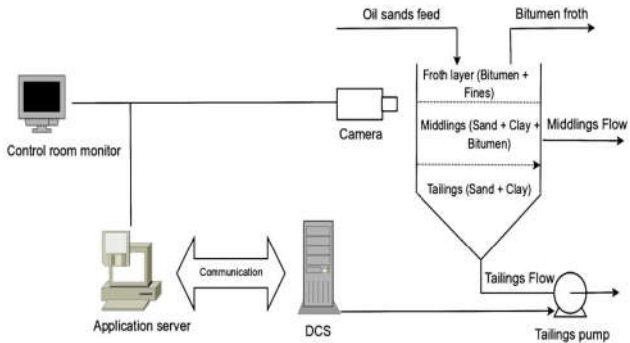 Oil sands feed
Bitumen froth
Froth layer (Bitumen +
Fines)
Camera
Middlings (Sand + Clay +
Bitumen)
Middlings Flow
Control room monitor
Tailings (Sand + Clay)
Communication
Tailings Flow
Application server
DCS
Tailings pump